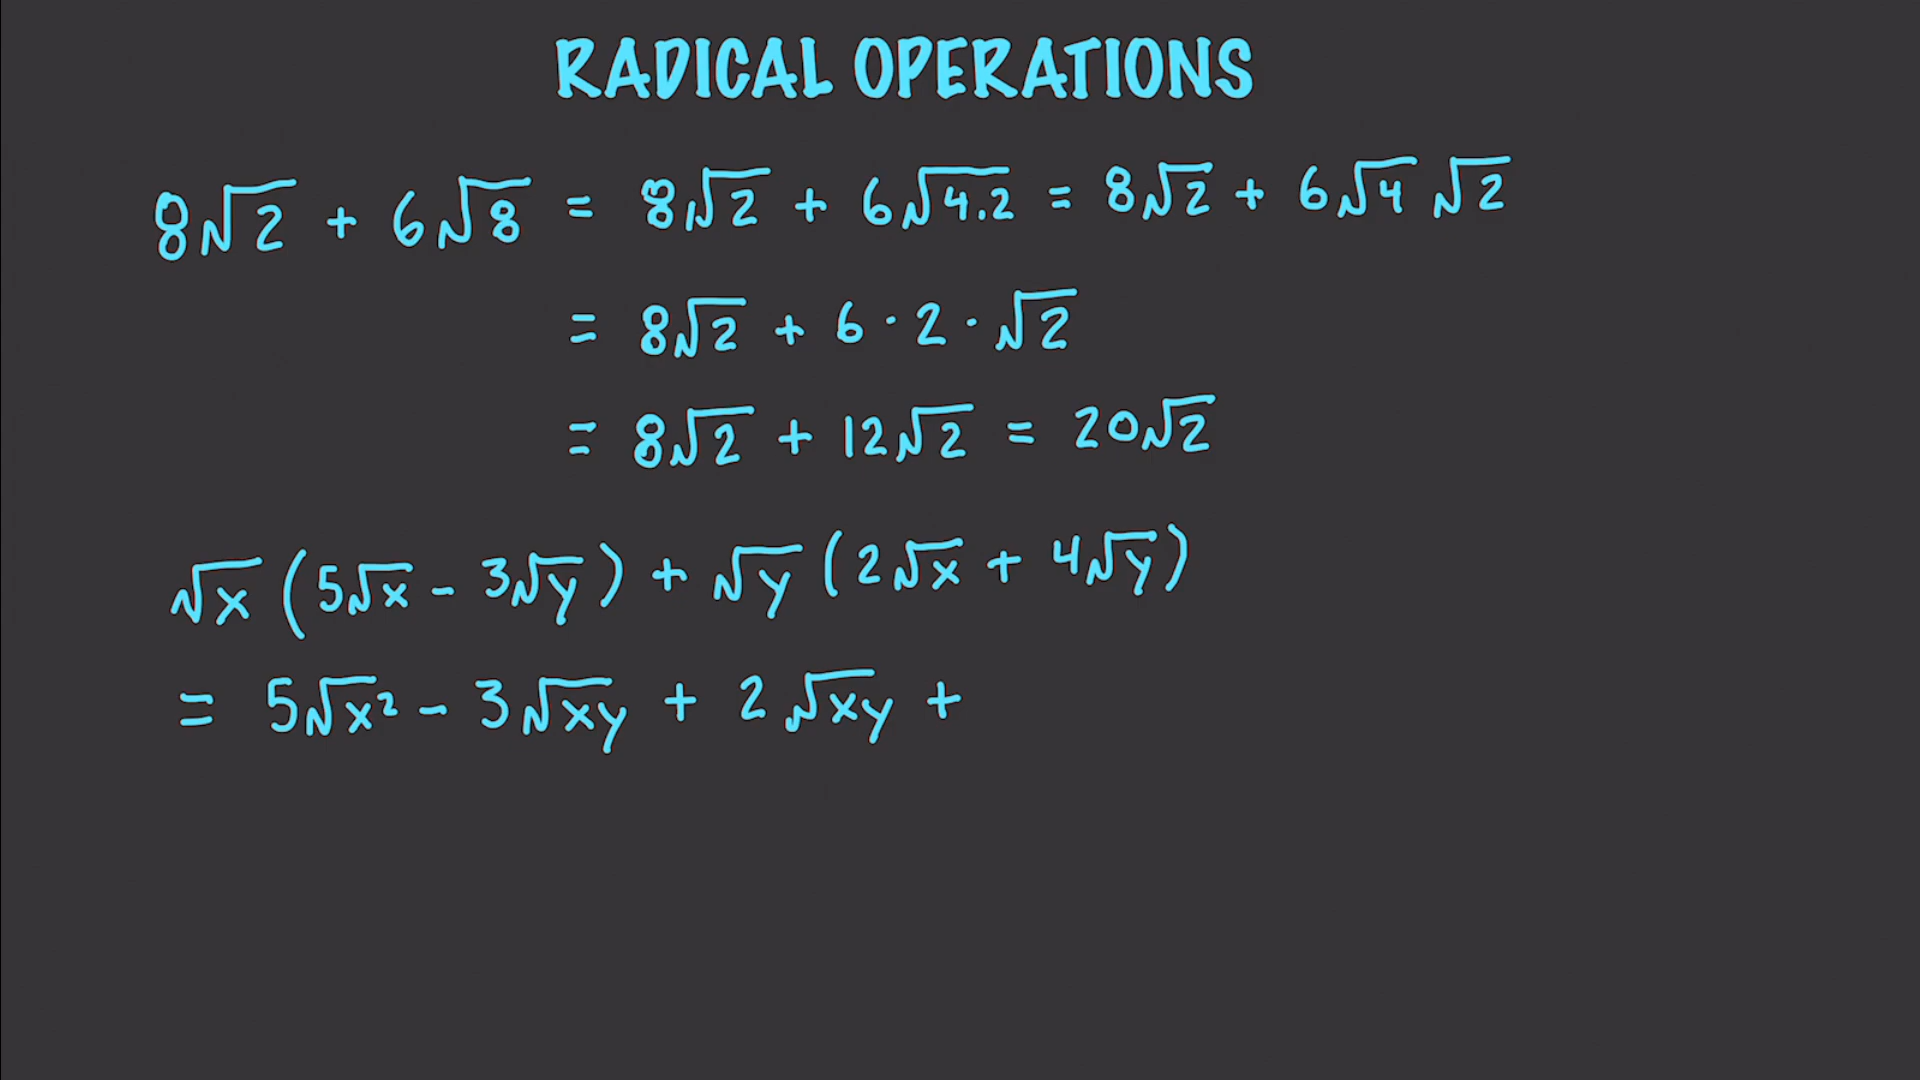 RADICAL OPERATIONS
8√2 + 6√8 = 8√2 + 6√4.2 = 8√2 + 6√4 √2
= 8√2 + 6 · 2 · √2
= 8√2 + 12√2 = 20√2
√x (5√x - 3√y) + √y (2√x + 4√y)
= 5√x² - 3√xy + 2√xy +